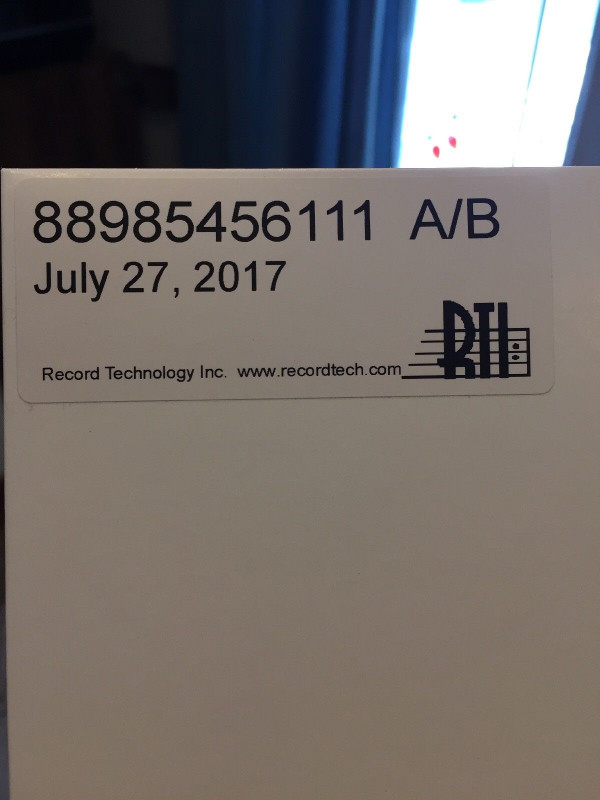 88985456111 A/B
July 27, 2017
Record Technology Inc. www.recordtech.com
RTI